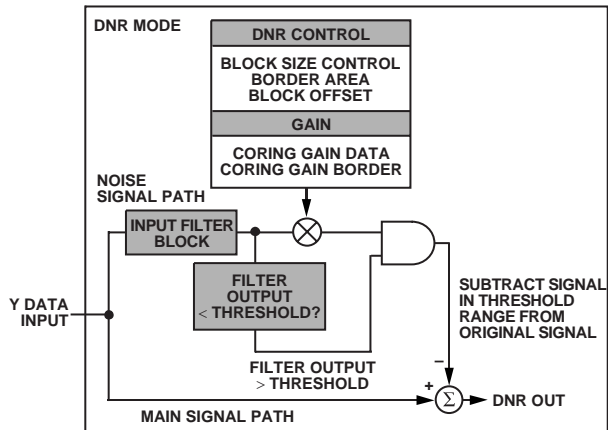 DNR MODE
DNR CONTROL
BLOCK SIZE CONTROL
BORDER AREA
BLOCK OFFSET
GAIN
CORING GAIN DATA
CORING GAIN BORDER
NOISE
SIGNAL PATH
INPUT FILTER
BLOCK
FILTER
OUTPUT
< THRESHOLD?
Y DATA
INPUT
SUBTRACT SIGNAL
IN THRESHOLD
RANGE FROM
ORIGINAL SIGNAL
FILTER OUTPUT
> THRESHOLD
–
+
Σ
DNR OUT
MAIN SIGNAL PATH